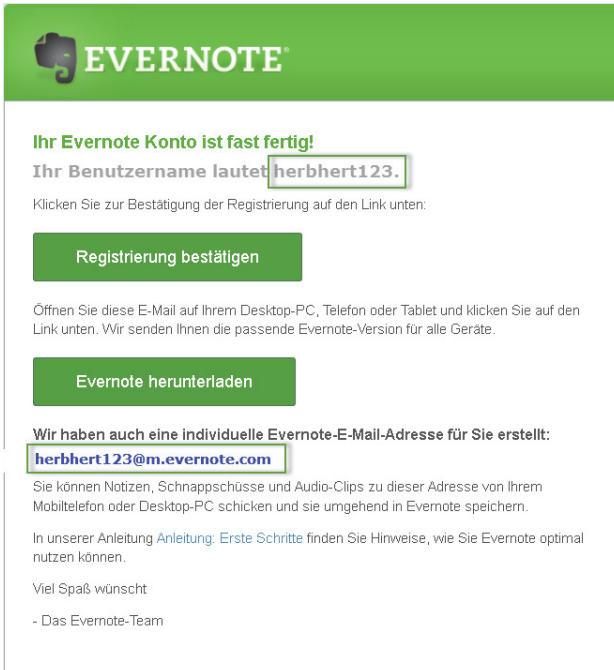 EVERNOTE®
Ihr Evernote Konto ist fast fertig!
Ihr Benutzername lautet herbhert123.
Klicken Sie zur Bestätigung der Registrierung auf den Link unten:
Registrierung bestätigen
Öffnen Sie diese E-Mail auf Ihrem Desktop-PC, Telefon oder Tablet und klicken Sie auf den
Link unten. Wir senden Ihnen die passende Evernote-Version für alle Geräte.
Evernote herunterladen
Wir haben auch eine individuelle Evernote-E-Mail-Adresse für Sie erstellt:
herbhert123@m.evernote.com
Sie können Notizen, Schnappschüsse und Audio-Clips zu dieser Adresse von Ihrem
Mobiltelefon oder Desktop-PC schicken und sie umgehend in Evernote speichern.
In unserer Anleitung Anleitung: Erste Schritte finden Sie Hinweise, wie Sie Evernote optimal
nutzen können.
Viel Spaß wünscht
- Das Evernote-Team